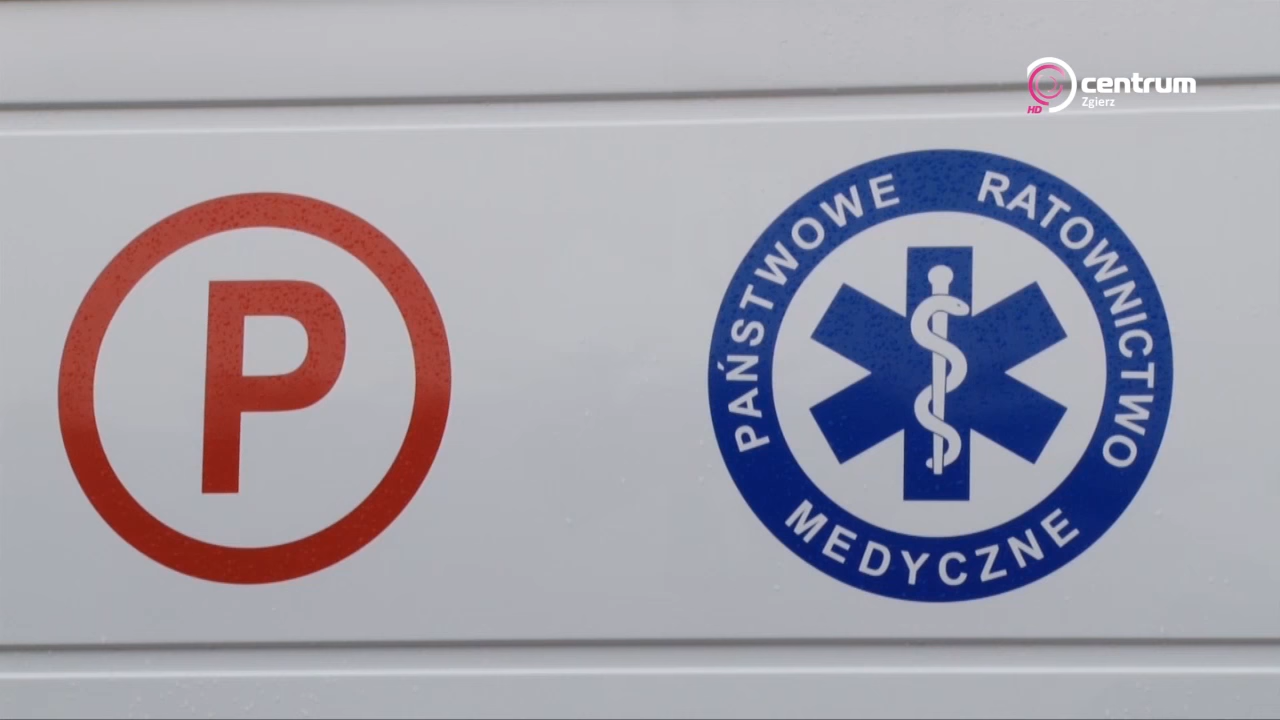 centrum
Zgierz
HD
P
PAŃSTWOWE RATOWNICTWO
MEDYCZNE